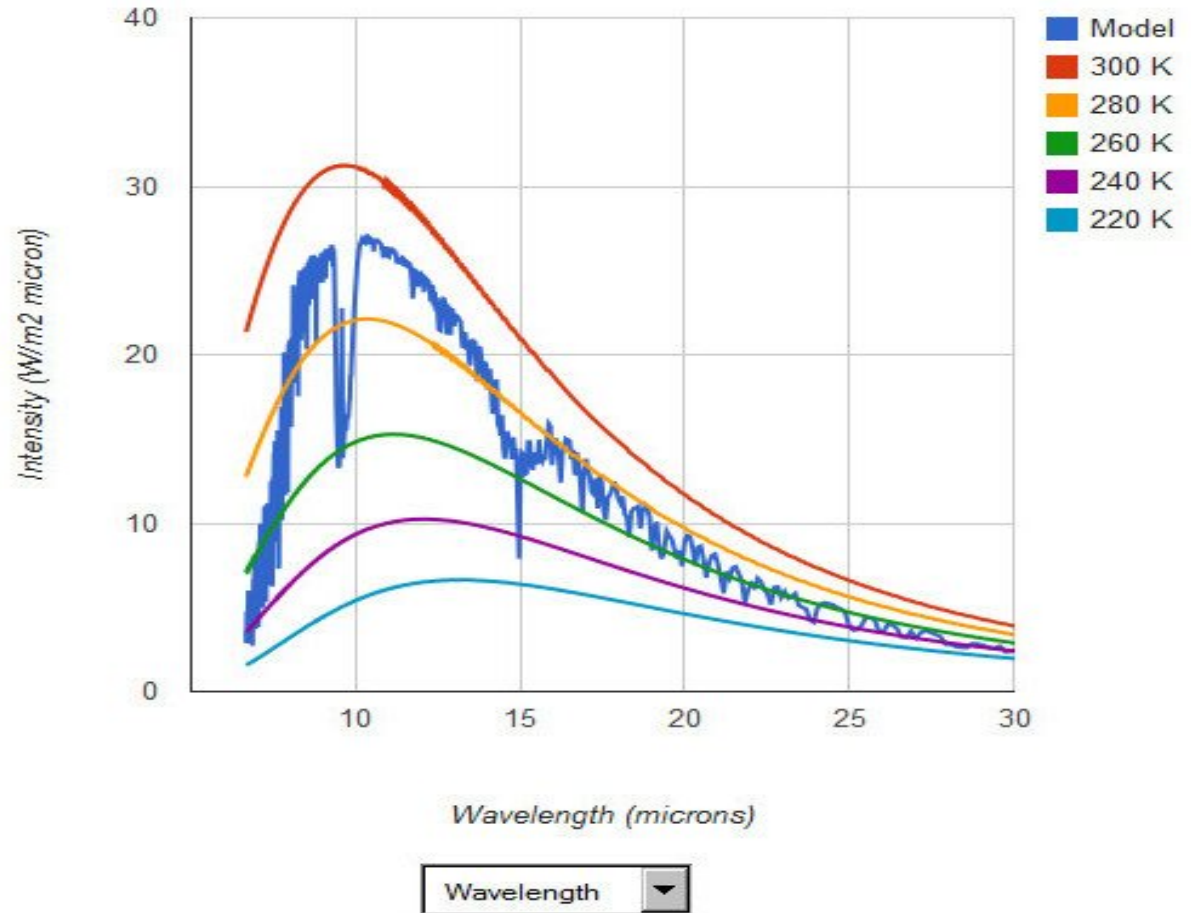 40
30
20
10
0
10
15
20
25
30
Intensity (W/m2 micron)
Wavelength (microns)
Model
300 K
280 K
260 K
240 K
220 K
Wavelength